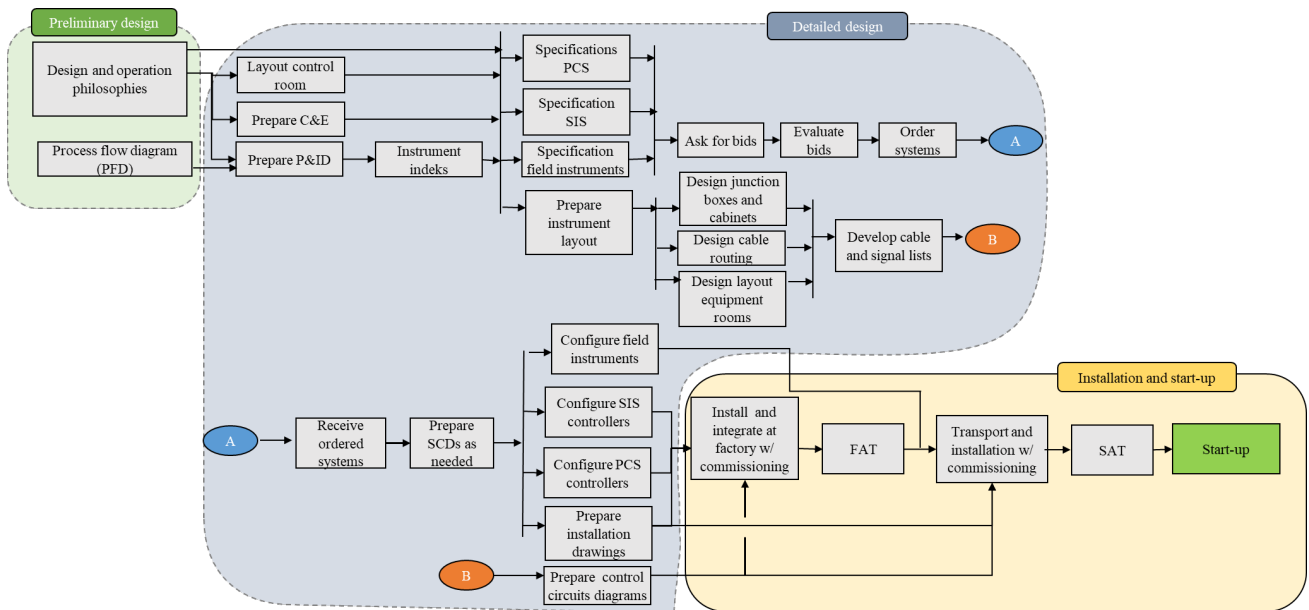 Preliminary design
Detailed design
Design and operation
philosophies
Process flow diagram
(PFD)
Layout control
room
Prepare C&E
Prepare P&ID
Instrument
indeks
Specifications
PCS
Specification
SIS
Specification
field instruments
Prepare
instrument
layout
Ask for bids
Evaluate
bids
Order
systems
A
Design junction
boxes and
cabinets
Design cable
routing
Design layout
equipment
rooms
Develop cable
and signal lists
B
A
Receive
ordered
systems
Prepare
SCDs as
needed
Configure field
instruments
Configure SIS
controllers
Configure PCS
controllers
Prepare
installation
drawings
B
Prepare control
circuits diagrams
Installation and start-up
Install and
integrate at
factory w/
commissioning
FAT
Transport and
installation w/
commissioning
SAT
Start-up